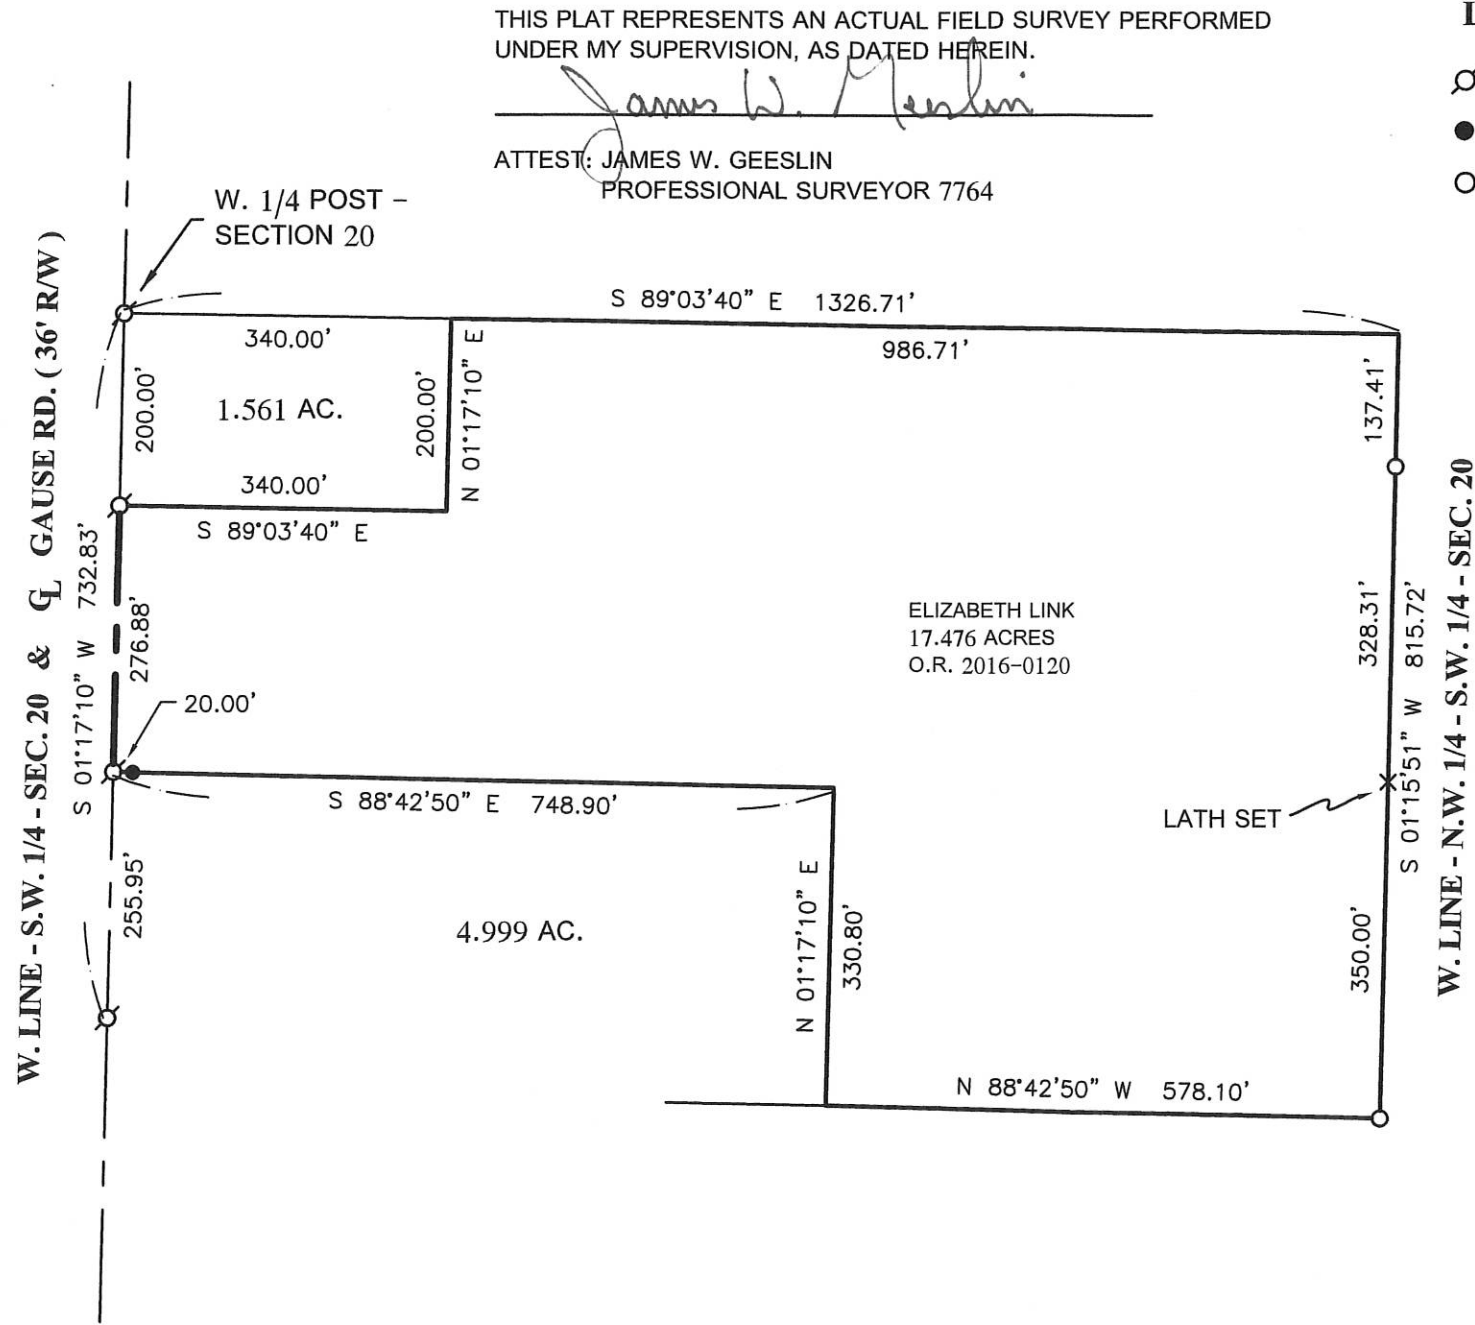 THIS PLAT REPRESENTS AN ACTUAL FIELD SURVEY PERFORMED
UNDER MY SUPERVISION, AS DATED HEREIN.
James W. Geeslin
ATTEST: JAMES W. GEESLIN
PROFESSIONAL SURVEYOR 7764
W. 1/4 POST -
SECTION 20
S 89°03'40" E 1326.71'
340.00'
986.71'
200.00'
1.561 AC.
200.00'
N 01°17'10" E
137.41'
340.00'
S 89°03'40" E
W. LINE - S.W. 1/4 - SEC. 20 & ℄ GAUSE RD. ( 36' R/W )
S 01°17'10" W 732.83'
276.88'
20.00'
ELIZABETH LINK
17.476 ACRES
O.R. 2016-0120
328.31'
S 01°15'51" W 815.72'
W. LINE - N.W. 1/4 - S.W. 1/4 - SEC. 20
S 88°42'50" E 748.90'
LATH SET
255.95'
4.999 AC.
N 01°17'10" E
330.80'
350.00'
N 88°42'50" W 578.10'